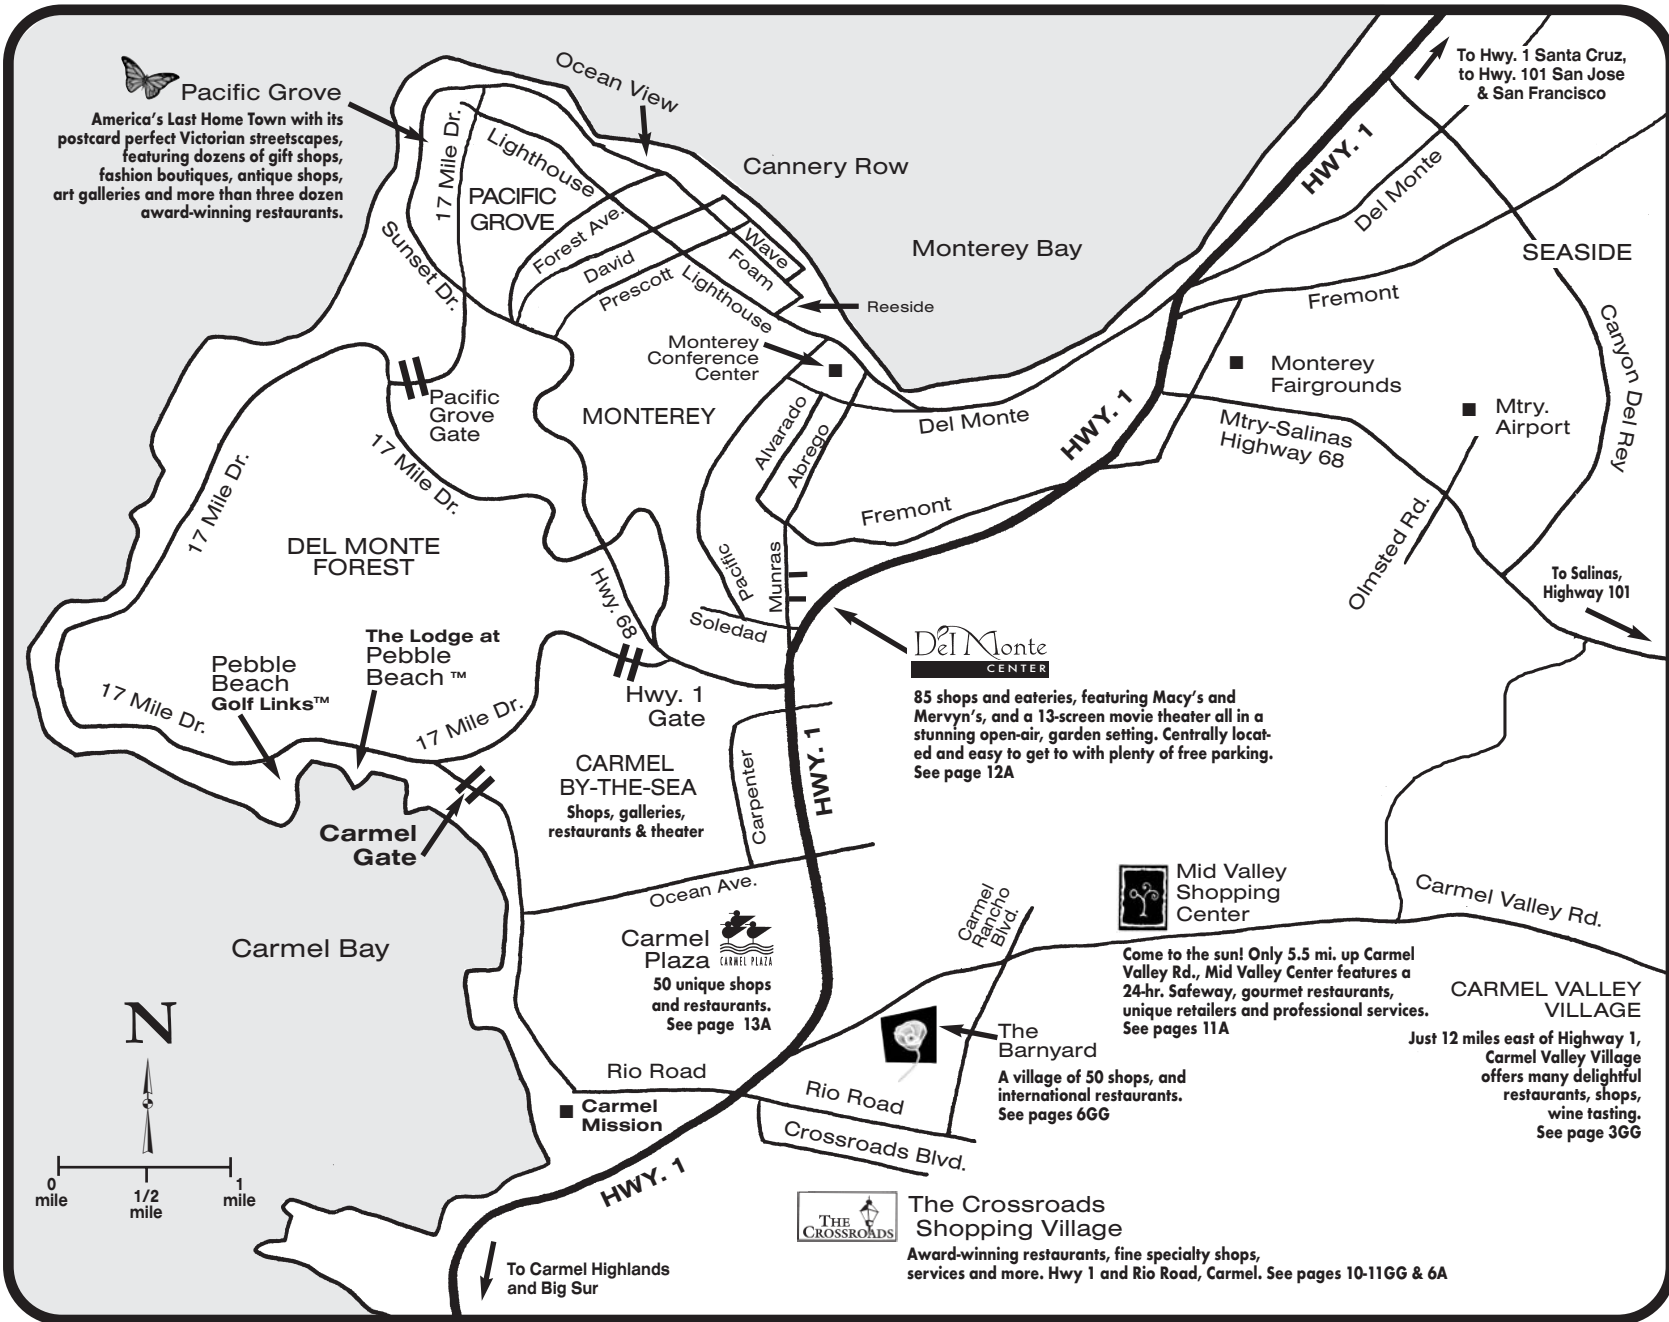 Pacific Grove
America's Last Home Town with its
postcard perfect Victorian streetscapes,
featuring dozens of gift shops,
fashion boutiques, antique shops,
art galleries and more than three dozen
award-winning restaurants.
Ocean View
Cannery Row
Monterey Bay
To Hwy. 1 Santa Cruz,
to Hwy. 101 San Jose
& San Francisco
HWY. 1
Del Monte
SEASIDE
Fremont
Canyon Del Rey
17 Mile Dr.
Lighthouse
PACIFIC
GROVE
Sunset Dr.
Forest Ave.
David
Prescott
Lighthouse
Wave
Foam
Reeside
Monterey
Conference
Center
Monterey
Fairgrounds
Mtry.
Airport
Pacific
Grove
Gate
MONTEREY
Alvarado
Abrego
Del Monte
HWY. 1
Mtry-Salinas
Highway 68
17 Mile Dr.
17 Mile Dr.
Fremont
Olmsted Rd.
DEL MONTE
FOREST
Hwy. 68
Pacific
Munras
Soledad
To Salinas,
Highway 101
Del Monte
CENTER
85 shops and eateries, featuring Macy's and
Mervyn's, and a 13-screen movie theater all in a
stunning open-air, garden setting. Centrally locat-
ed and easy to get to with plenty of free parking.
See page 12A
The Lodge at
Pebble
Beach ™
Pebble
Beach
Golf Links™
17 Mile Dr.
17 Mile Dr.
Hwy. 1
Gate
CARMEL
BY-THE-SEA
Shops, galleries,
restaurants & theater
Carpenter
HWY. 1
Carmel
Gate
Ocean Ave.
Carmel
Plaza
CARMEL PLAZA
50 unique shops
and restaurants.
See page 13A
Carmel Bay
Carmel
Rancho
Blvd.
Mid Valley
Shopping
Center
Come to the sun! Only 5.5 mi. up Carmel
Valley Rd., Mid Valley Center features a
24-hr. Safeway, gourmet restaurants,
unique retailers and professional services.
See pages 11A
Carmel Valley Rd.
CARMEL VALLEY
VILLAGE
Just 12 miles east of Highway 1,
Carmel Valley Village
offers many delightful
restaurants, shops,
wine tasting.
See page 3GG
The
Barnyard
A village of 50 shops, and
international restaurants.
See pages 6GG
N
0
mile
1/2
mile
1
mile
Rio Road
Carmel
Mission
Rio Road
Crossroads Blvd.
HWY. 1
THE
CROSSROADS
The Crossroads
Shopping Village
Award-winning restaurants, fine specialty shops,
services and more. Hwy 1 and Rio Road, Carmel. See pages 10-11GG & 6A
To Carmel Highlands
and Big Sur